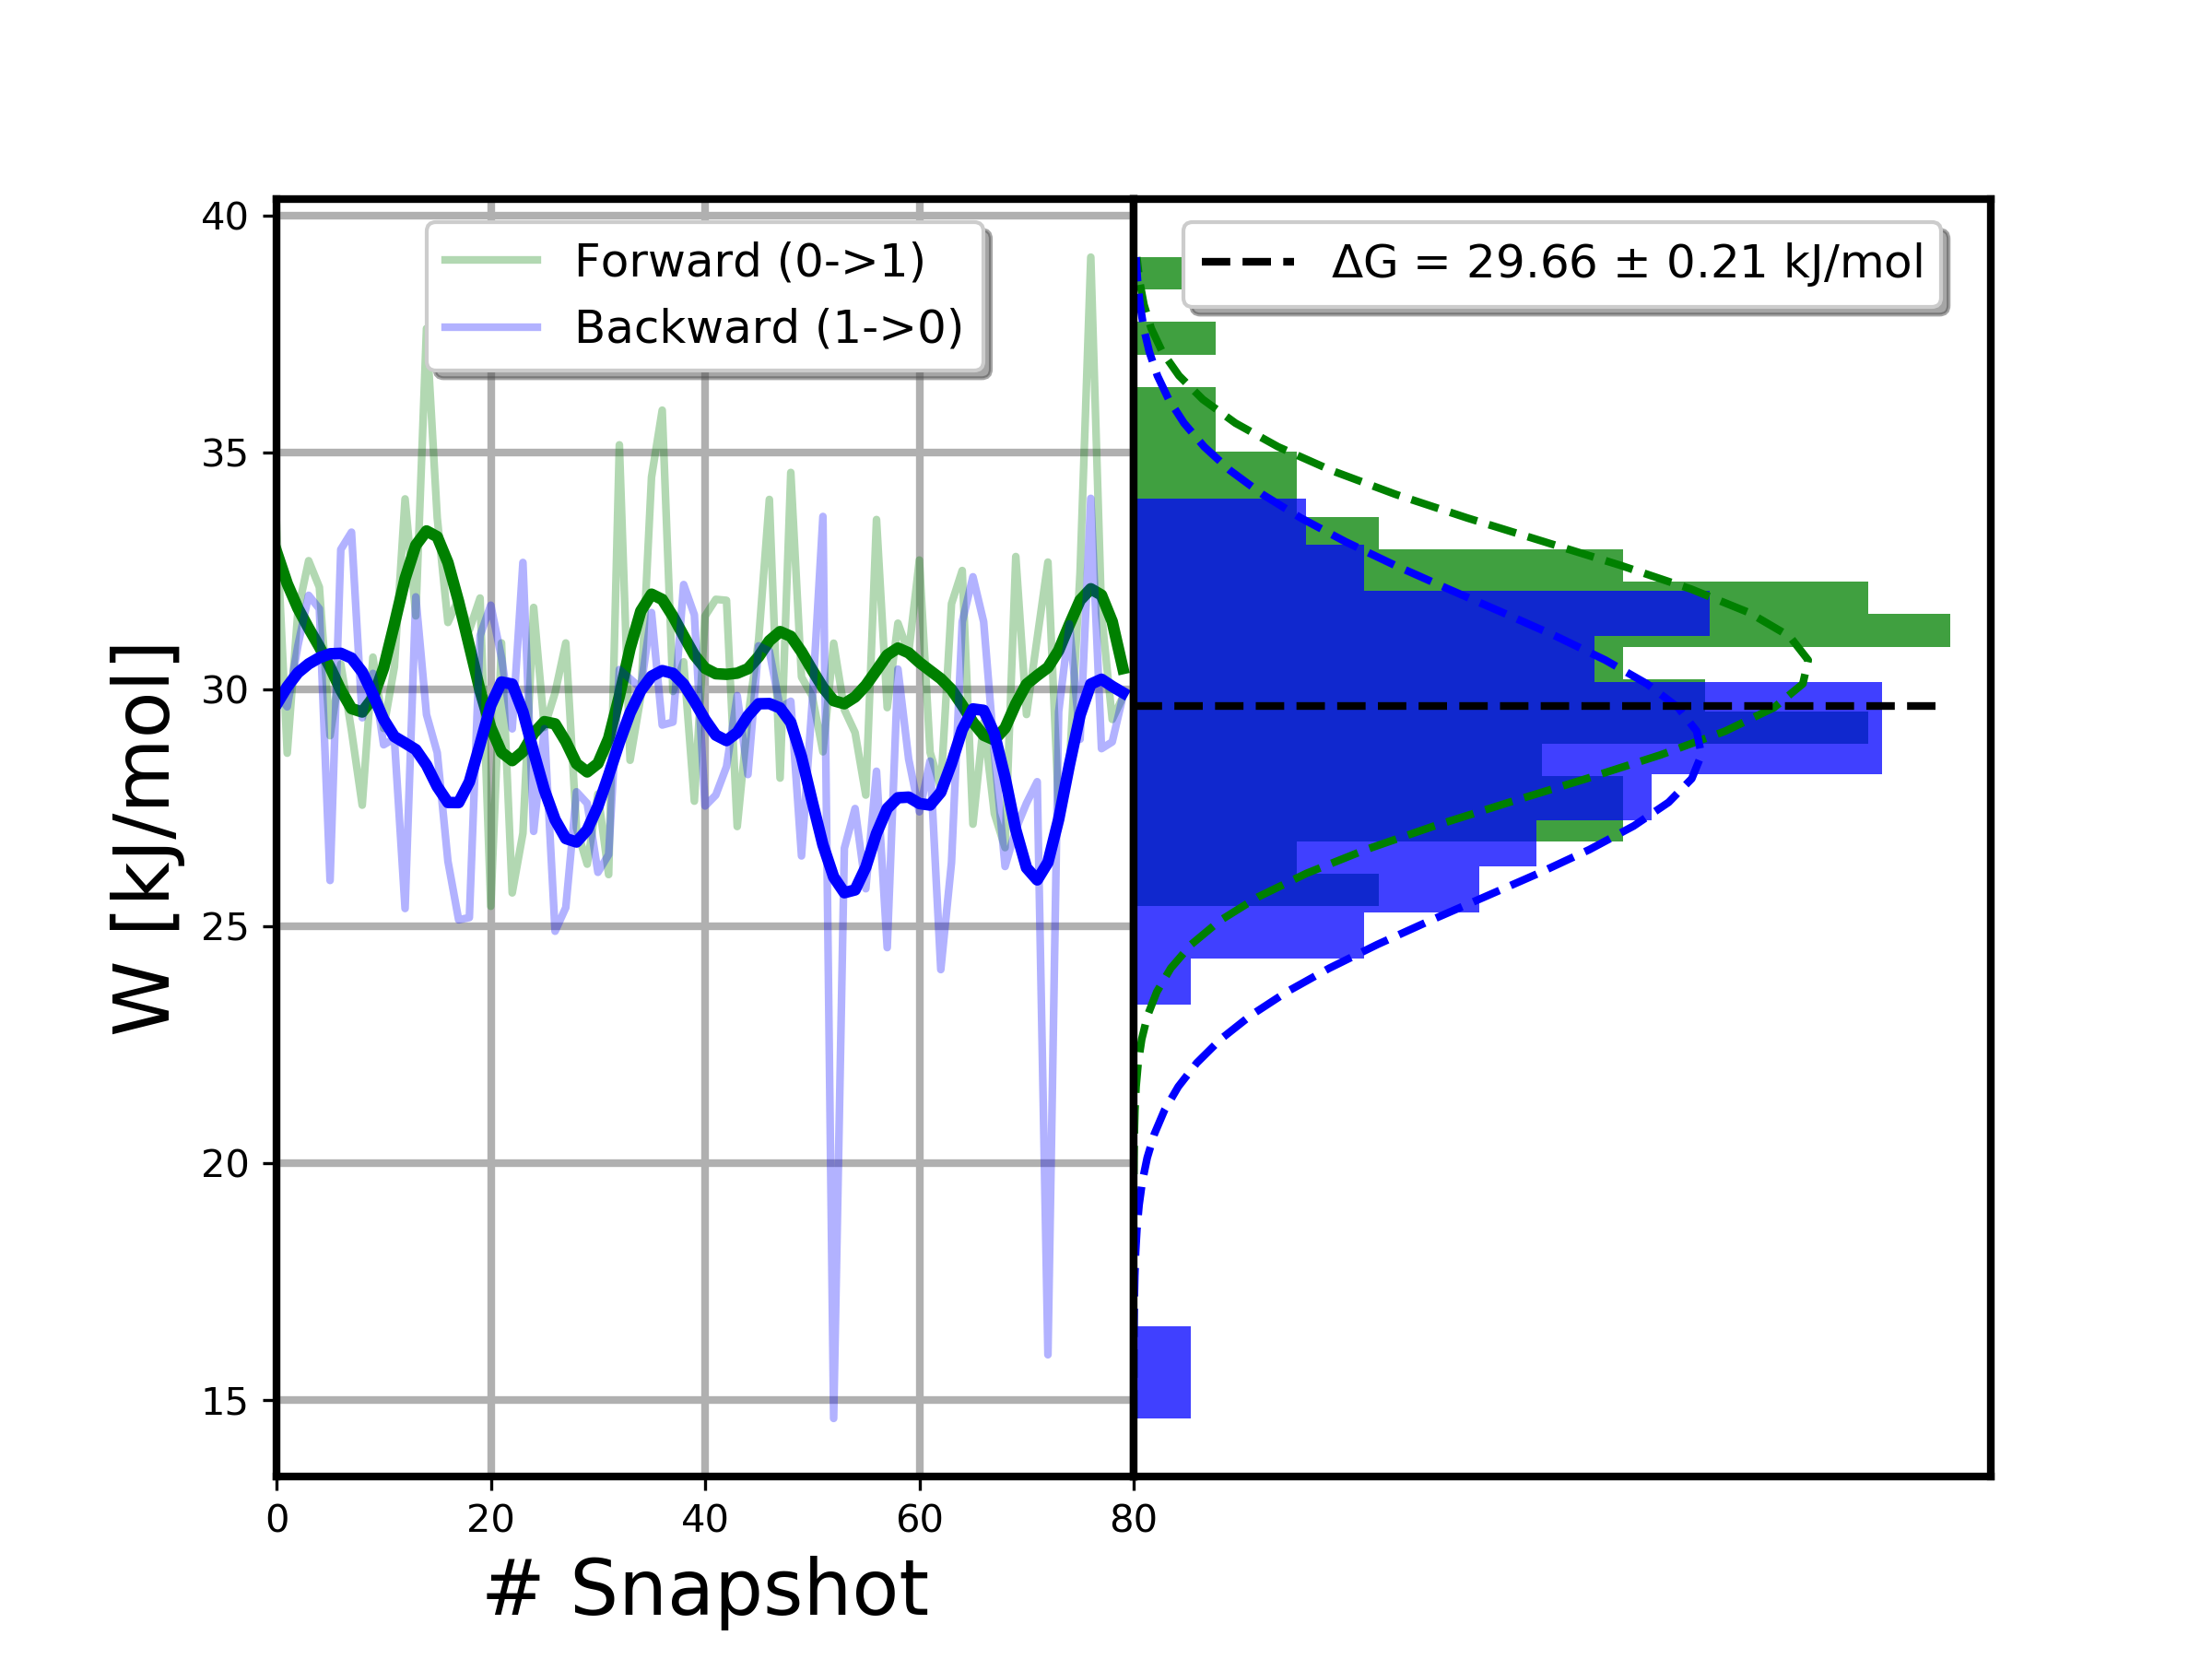 40
35
30
25
20
15
W [kJ/mol]
Forward (0->1)
Backward (1->0)
ΔG = 29.66 ± 0.21 kJ/mol
0 20 40 60 80
# Snapshot